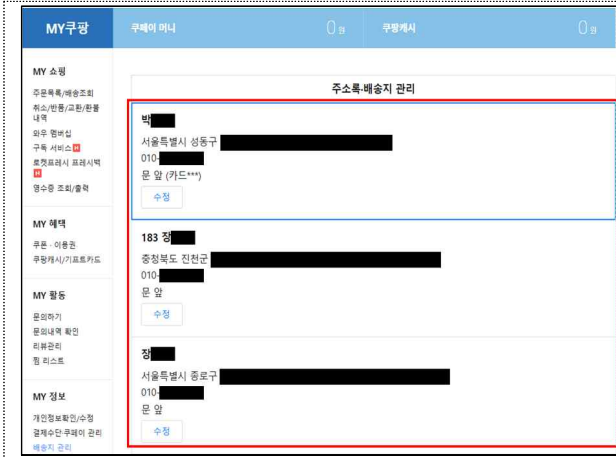 MY쿠팡
쿠페이 머니 0 원 쿠팡캐시 0 원
MY 쇼핑
주문목록/배송조회
취소/반품/교환/환불
내역
와우 멤버십
구독 서비스 H
로켓프레시 프레시백
H
영수증 조회/출력
MY 혜택
쿠폰 · 이용권
쿠팡캐시/기프트카드
MY 활동
문의하기
문의내역 확인
리뷰관리
찜 리스트
MY 정보
개인정보확인/수정
결제수단·쿠페이 관리
배송지 관리
주소록·배송지 관리
박
서울특별시 성동구
010-
문 앞 (카드***)
수정
183 장
충청북도 진천군
010-
문 앞
수정
장
서울특별시 종로구
010-
문 앞
수정